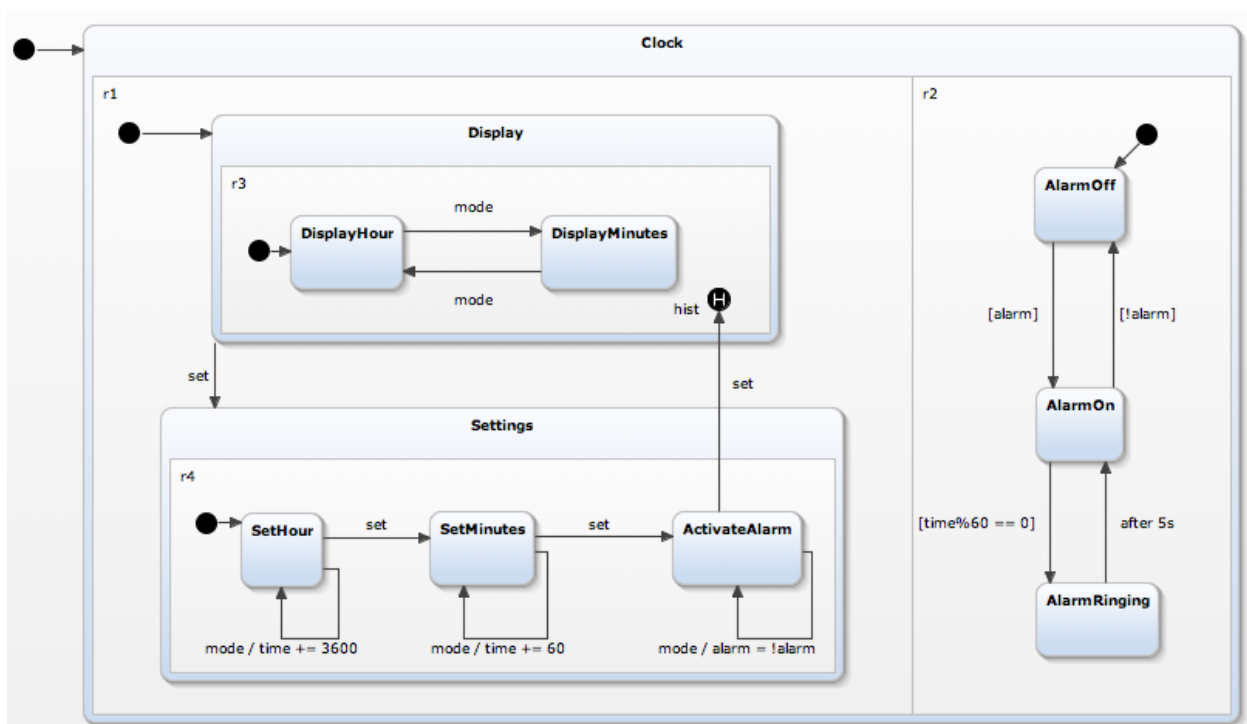 Clock
r1
r2
Display
r3
mode
DisplayHour
DisplayMinutes
mode
hist
H
set
set
Settings
r4
SetHour
set
SetMinutes
set
ActivateAlarm
mode / time += 3600
mode / time += 60
mode / alarm = !alarm
AlarmOff
[alarm]
[!alarm]
AlarmOn
[time%60 == 0]
after 5s
AlarmRinging